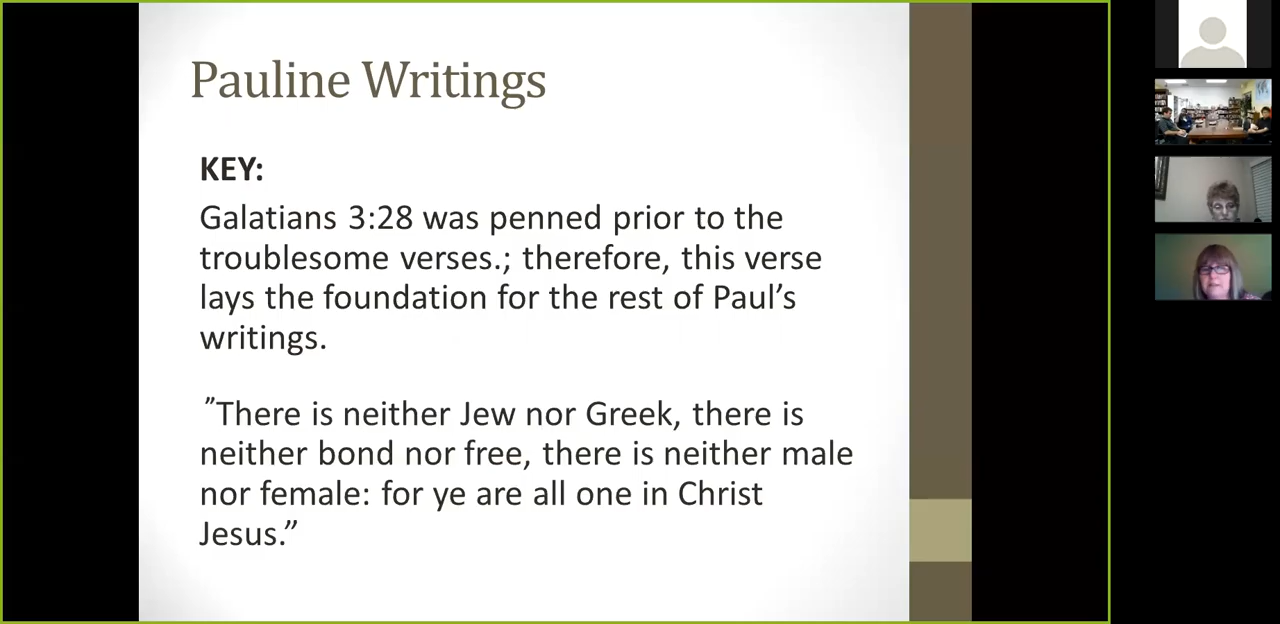 Pauline Writings
KEY:
Galatians 3:28 was penned prior to the
troublesome verses.; therefore, this verse
lays the foundation for the rest of Paul’s
writings.
”There is neither Jew nor Greek, there is
neither bond nor free, there is neither male
nor female: for ye are all one in Christ
Jesus.”